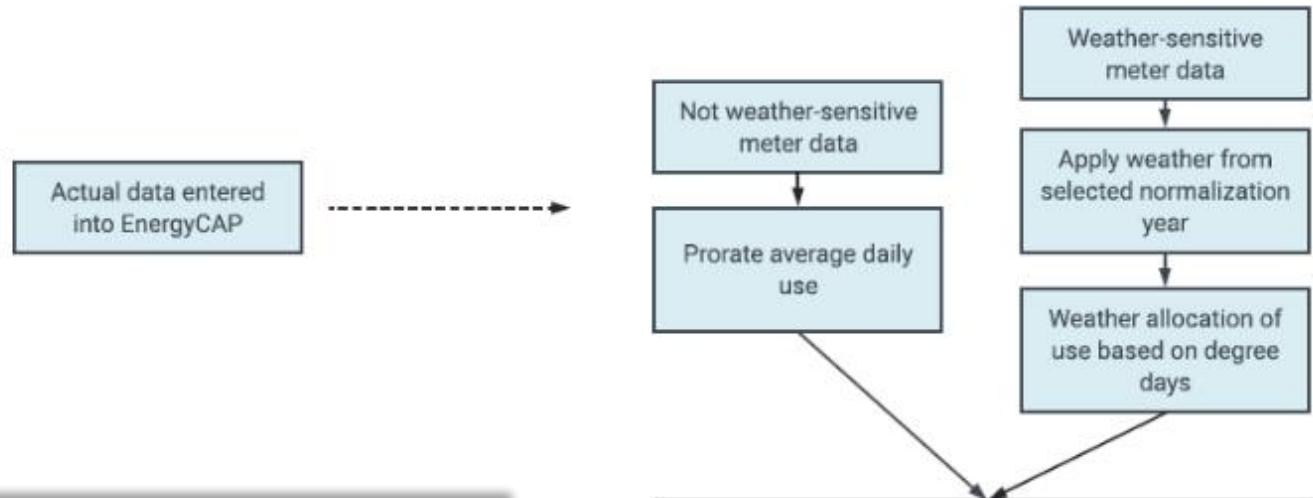 Weather-sensitive
meter data
Not weather-sensitive
meter data
Actual data entered
into EnergyCAP
Apply weather from
selected normalization
year
Prorate average daily
use
Weather allocation of
use based on degree
days